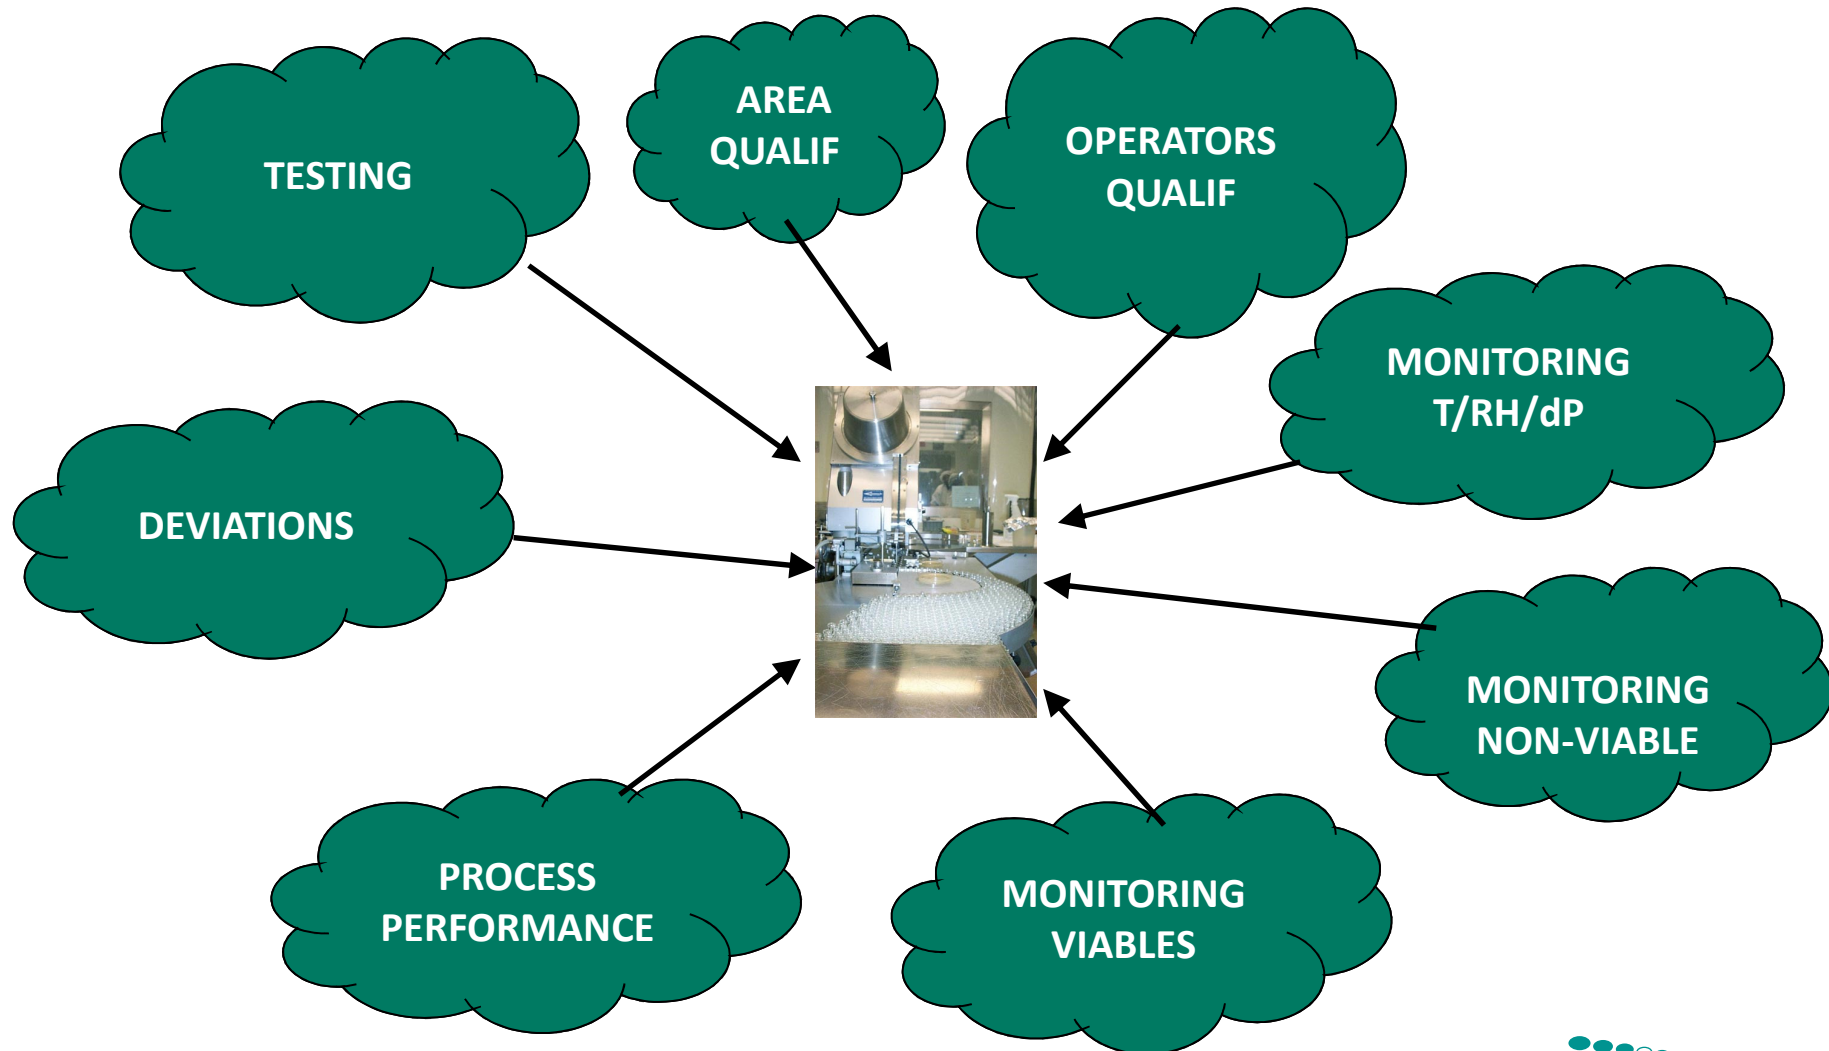 TESTING
AREA
QUALIF
OPERATORS
QUALIF
MONITORING
T/RH/dP
DEVIATIONS
MONITORING
NON-VIABLE
PROCESS
PERFORMANCE
MONITORING
VIABLES